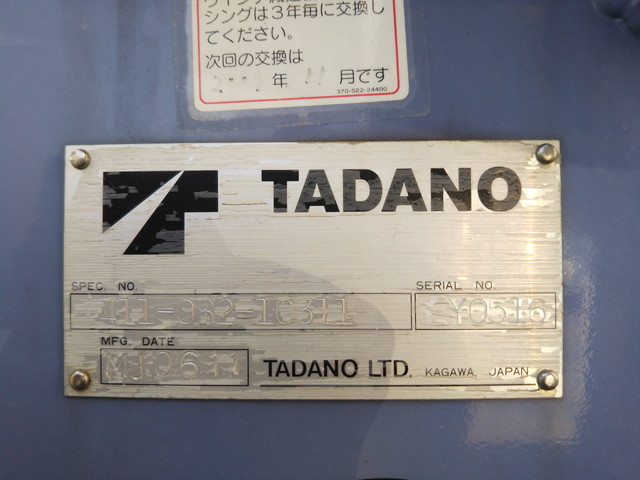 シングは3年毎に交換し
てください。
次回の交換は
年 11 月です
370-022-24400
TADANO
SPEC. NO.
SERIAL NO.
MFG. DATE
MJ0611
TADANO LTD. KAGAWA, JAPAN